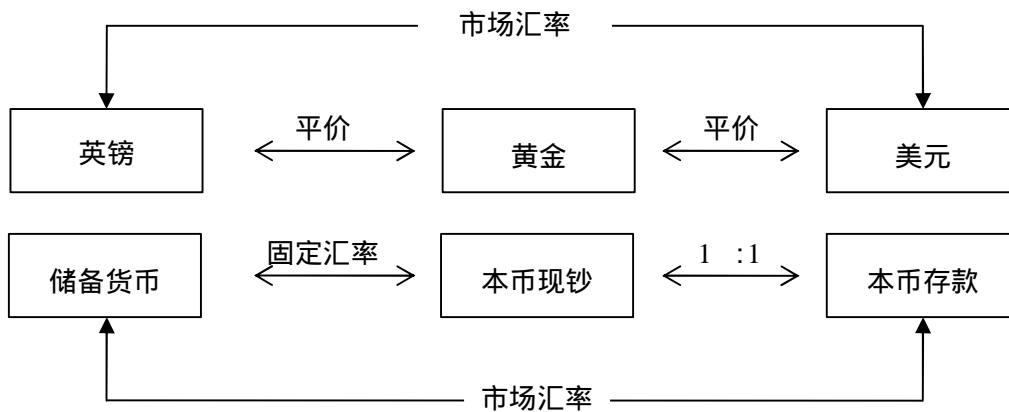 市场汇率
平价 平价
英镑 黄金 美元
固定汇率 1 :1
储备货币 本币现钞 本币存款
市场汇率